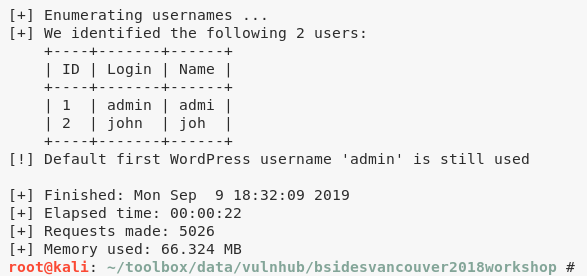 [+] Enumerating usernames ...
[+] We identified the following 2 users:
    +----+-------+------+
    | ID | Login | Name |
    +----+-------+------+
    | 1  | admin | admi |
    | 2  | john  | joh  |
    +----+-------+------+
[!] Default first WordPress username 'admin' is still used

[+] Finished: Mon Sep  9 18:32:09 2019
[+] Elapsed time: 00:00:22
[+] Requests made: 5026
[+] Memory used: 66.324 MB
root@kali: ~/toolbox/data/vulnhub/bsidesvancouver2018workshop #